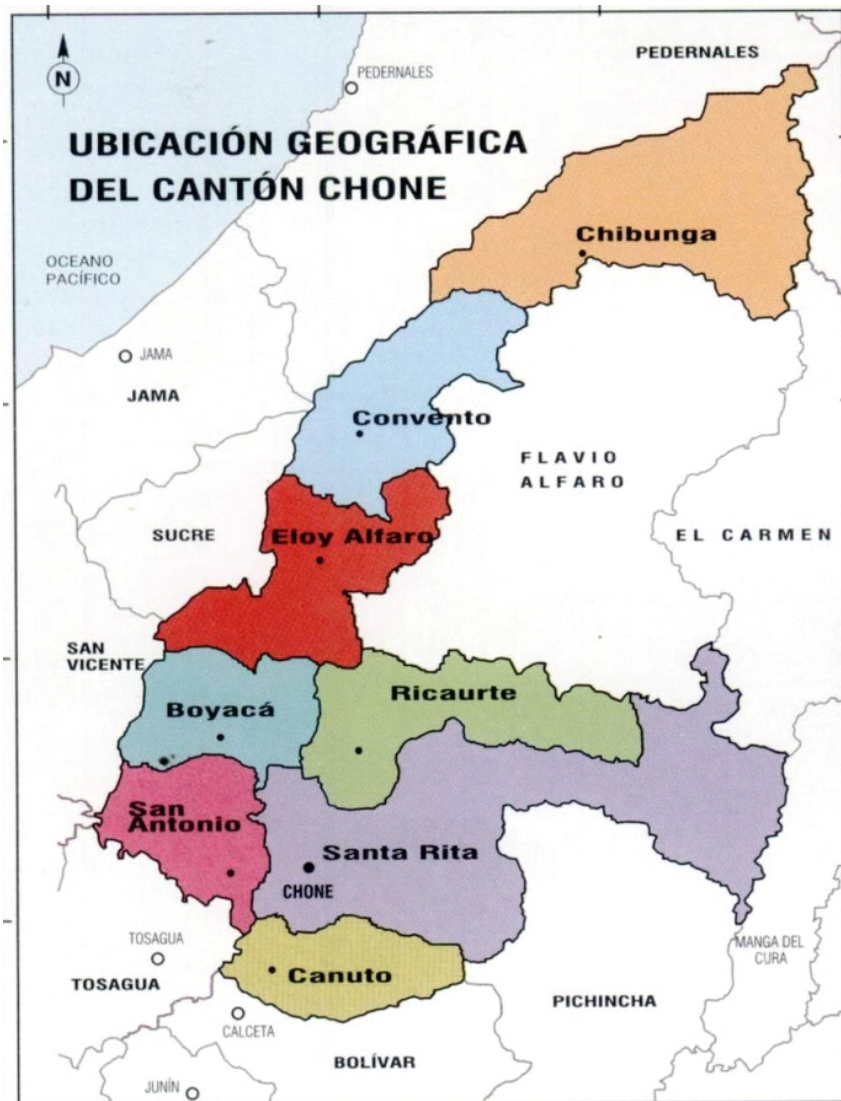 PEDERNALES
PEDERNALES
N
UBICACIÓN GEOGRÁFICA
DEL CANTÓN CHONE
Chibunga
OCEANO
PACÍFICO
JAMA
JAMA
Convento
FLAVIO
ALFARO
SUCRE
Eloy Alfaro
EL CARMEN
SAN
VICENTE
Ricaurte
Boyacá
San
Antonio
Santa Rita
CHONE
TOSAGUA
MANGA DEL
CURA
Canuto
TOSAGUA
PICHINCHA
CALCETA
BOLÍVAR
JUNÍN